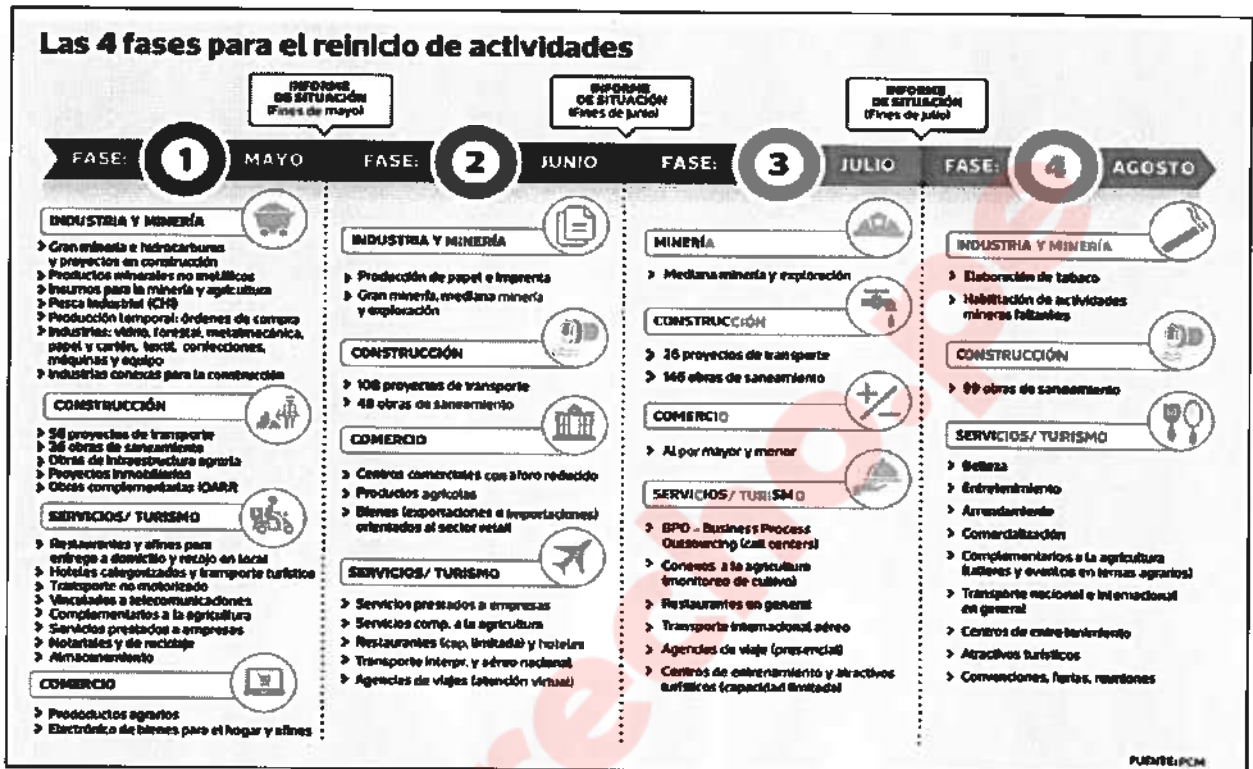 Las 4 fases para el reinicio de actividades
INFORME
DE SITUACIÓN
(Fines de mayo)
INFORME
DE SITUACIÓN
(Fines de junio)
INFORME
DE SITUACIÓN
(Fines de julio)
FASE: 1 MAYO
INDUSTRIA Y MINERÍA
> Gran minería e hidrocarburos
y proyectos en construcción
> Productos minerales no metálicos
> Insumos para la minería y agricultura
> Pesca industrial (CHI)
> Producción temporal: órdenes de compra
> Industrias: vidrio, forestal, metalmecánica,
papel y cartón, textil, confecciones,
máquinas y equipo
> Industrias conexas para la construcción
CONSTRUCCIÓN
> 56 proyectos de transporte
> 36 obras de saneamiento
> Obras de infraestructura agraria
> Proyectos inmobiliarios
> Obras complementarias IOARR
SERVICIOS/ TURISMO
> Restaurantes y afines para
entrega a domicilio y recojo en local
> Hoteles categorizados y transporte turístico
> Transporte no motorizado
> Vinculados a telecomunicaciones
> Complementarios a la agricultura
> Servicios prestados a empresas
> Notariales y de reciclaje
> Almacenamiento
COMERCIO
> Prodoductos agrarios
> Electrónica de bienes para el hogar y afines
FASE: 2 JUNIO
INDUSTRIA Y MINERÍA
> Producción de papel e imprenta
> Gran minería, mediana minería
y exploración
CONSTRUCCIÓN
> 108 proyectos de transporte
> 48 obras de saneamiento
COMERCIO
> Centros comerciales con aforo reducido
> Productos agrícolas
> Bienes (exportaciones e importaciones)
orientados al sector retail
SERVICIOS/ TURISMO
> Servicios prestados a empresas
> Servicios comp. a la agricultura
> Restaurantes (cap. limitada) y hoteles
> Transporte interpr. y aéreo nacional
> Agencias de viajes (atención virtual)
FASE: 3 JULIO
MINERÍA
> Mediana minería y exploración
CONSTRUCCIÓN
> 26 proyectos de transporte
> 146 obras de saneamiento
COMERCIO
> Al por mayor y menor
SERVICIOS/ TURISMO
> BPO - Business Process
Outsourcing (call centers)
> Conexos a la agricultura
(monitoreo de cultivo)
> Restaurantes en general
> Transporte internacional aéreo
> Agencias de viaje (presencial)
> Centros de entrenamiento y atractivos
turísticos (capacidad limitada)
FASE: 4 AGOSTO
INDUSTRIA Y MINERÍA
> Elaboración de tabaco
> Habilitación de actividades
mineras faltantes
CONSTRUCCIÓN
> 99 obras de saneamiento
SERVICIOS/ TURISMO
> Belleza
> Entretenimiento
> Arrendamiento
> Comercialización
> Complementarios a la agricultura
(talleres y eventos en temas agrarios)
> Transporte nacional e internacional
en general
> Centros de entretenimiento
> Atractivos turísticos
> Convenciones, ferias, reuniones
FUENTE: PCM